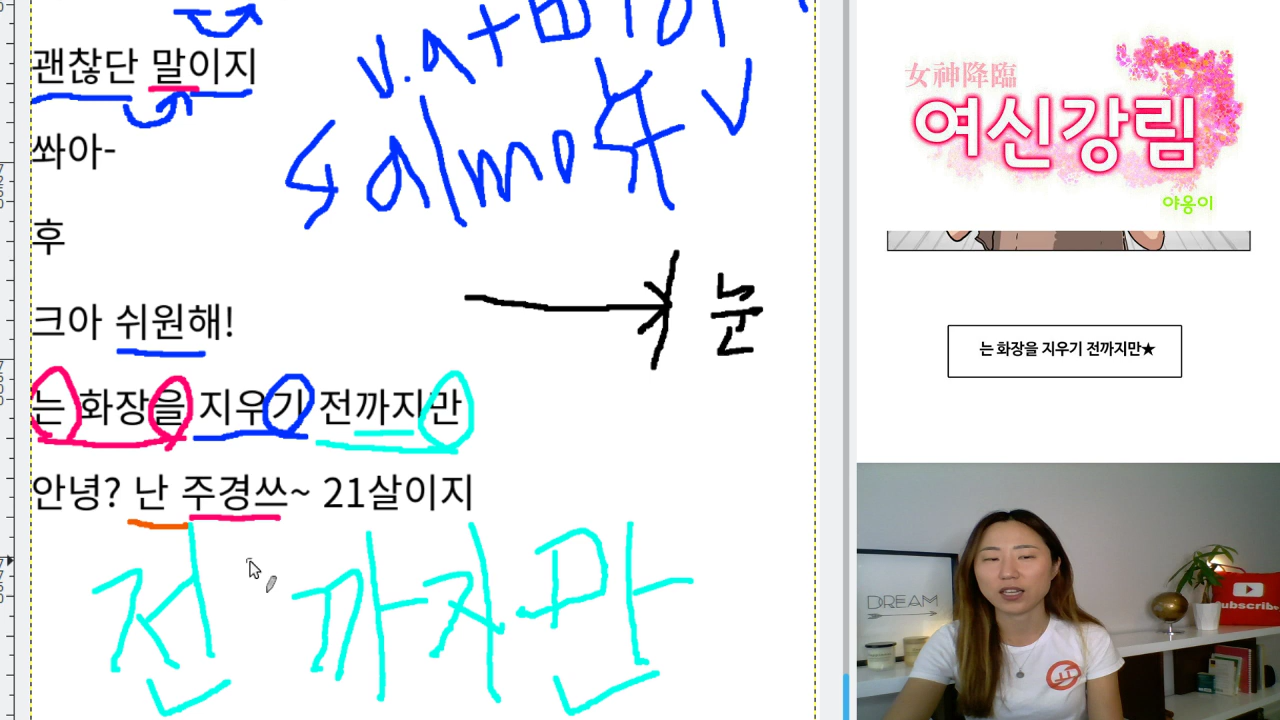 괜찮단 말이지
쏴아-
후
크아 쉬원해!
는 화장을 지우기 전까지만
안녕? 난 주경쓰~ 21살이지
salmost V
눈
전 까지만
女神降臨
여신강림
야옹이
는 화장을 지우기 전까지만★
DREAM
Subscribe